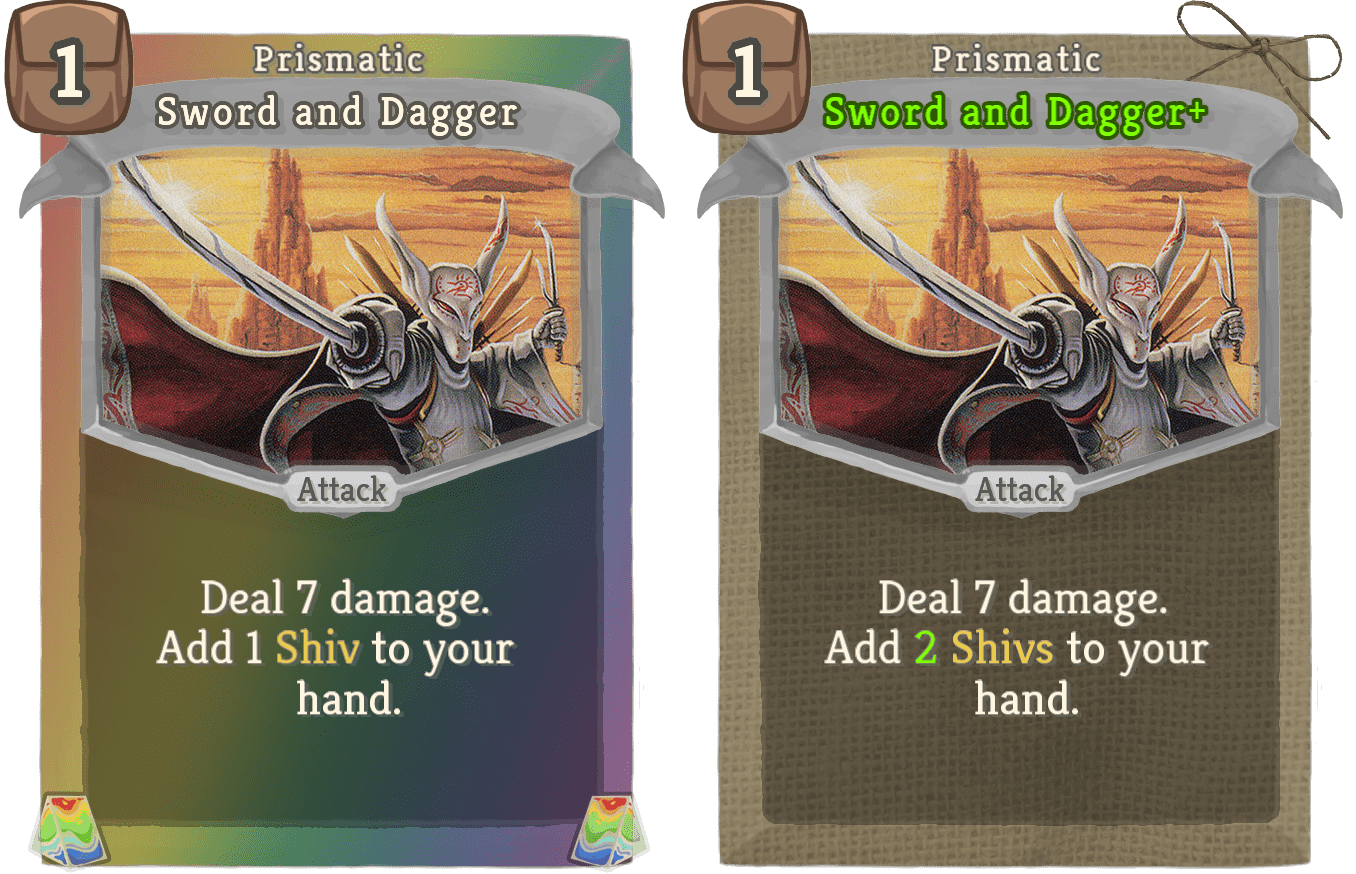 1
Prismatic
Sword and Dagger
Attack
Deal 7 damage.
Add 1 Shiv to your
hand.
1
Prismatic
Sword and Dagger+
Attack
Deal 7 damage.
Add 2 Shivs to your
hand.